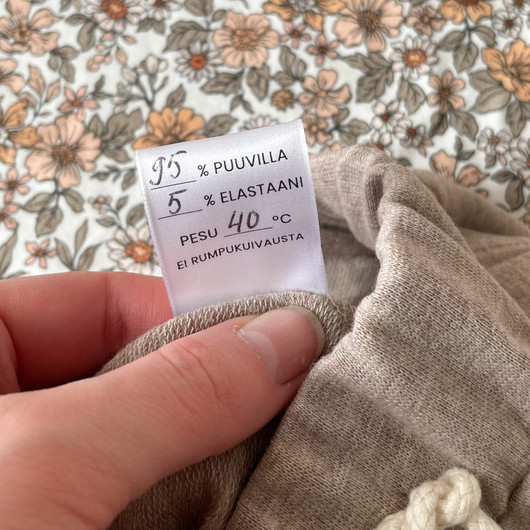 95 % PUUVILLA
5 % ELASTAANI
PESU 40 °C
EI RUMPUKUIVAUSTA